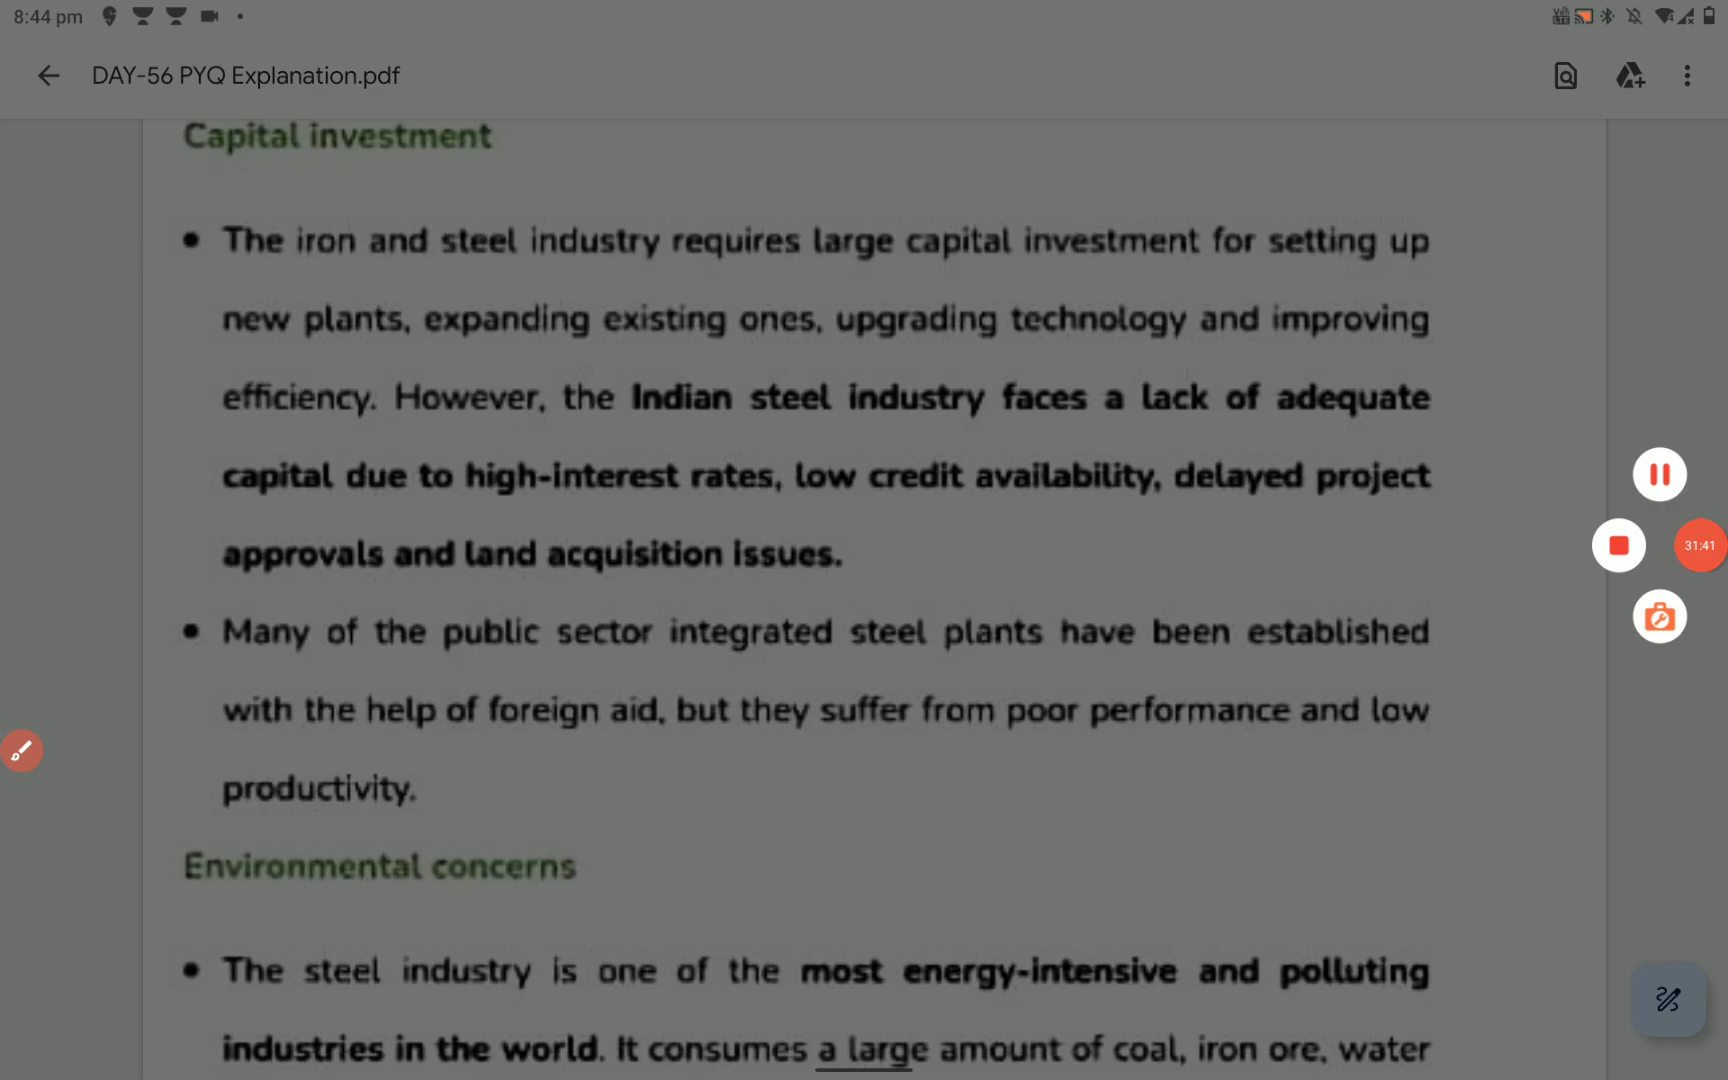 8:44 pm
DAY-56 PYQ Explanation.pdf
Capital investment
• The iron and steel industry requires large capital investment for setting up
new plants, expanding existing ones, upgrading technology and improving
efficiency. However, the Indian steel industry faces a lack of adequate
capital due to high-interest rates, low credit availability, delayed project
approvals and land acquisition issues.
• Many of the public sector integrated steel plants have been established
with the help of foreign aid, but they suffer from poor performance and low
productivity.
31:41
Environmental concerns
• The steel industry is one of the most energy-intensive and polluting
industries in the world. It consumes a large amount of coal, iron ore, water